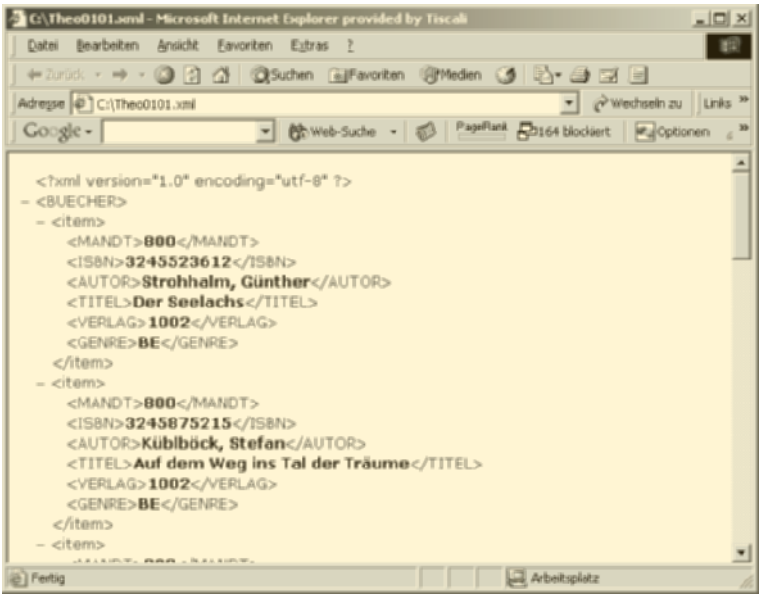 C:\Theo0101.xml - Microsoft Internet Explorer provided by Tiscali
Datei Bearbeiten Ansicht Favoriten Extras ?
Zurück Suchen Favoriten Medien
Adresse C:\Theo0101.xml Wechseln zu Links »
Google Web-Suche PageRank 164 blockiert Optionen »
<?xml version="1.0" encoding="utf-8" ?>
- <BUECHER>
- <item>
<MANDT>800</MANDT>
<ISBN>3245523612</ISBN>
<AUTOR>Strohhalm, Günther</AUTOR>
<TITEL>Der Seelachs</TITEL>
<VERLAG>1002</VERLAG>
<GENRE>BE</GENRE>
</item>
- <item>
<MANDT>800</MANDT>
<ISBN>3245875215</ISBN>
<AUTOR>Küblböck, Stefan</AUTOR>
<TITEL>Auf dem Weg ins Tal der Träume</TITEL>
<VERLAG>1002</VERLAG>
<GENRE>BE</GENRE>
</item>
- <item>
Fertig Arbeitsplatz